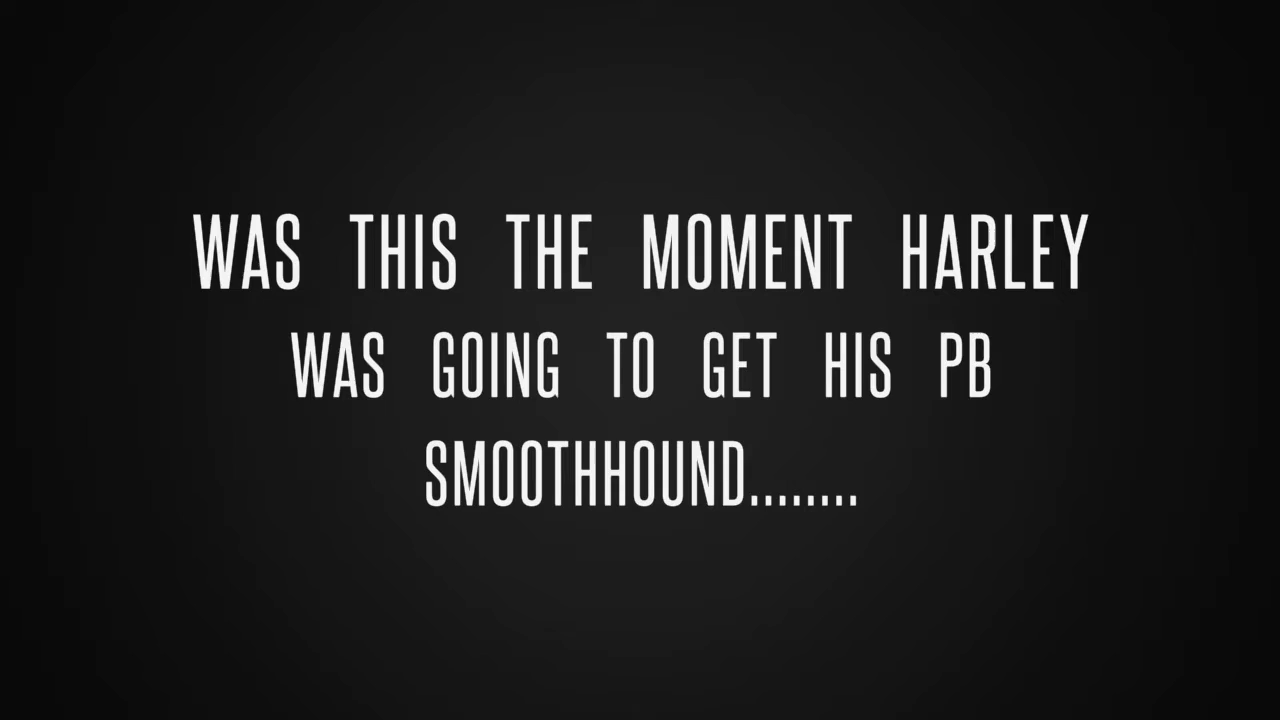 WAS THIS THE MOMENT HARLEY
WAS GOING TO GET HIS PB
SMOOTHHOUND........